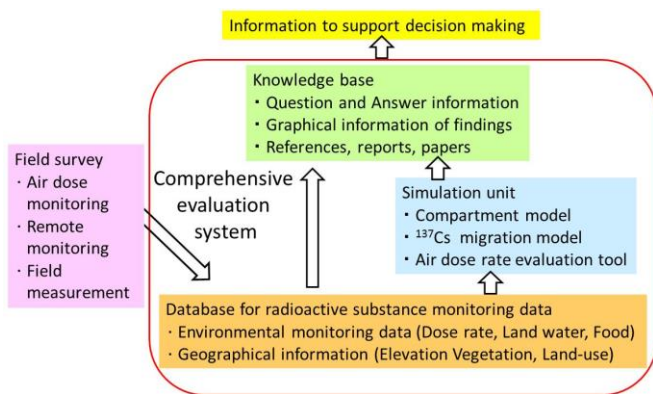 Information to support decision making
Knowledge base
・Question and Answer information
・Graphical information of findings
・References, reports, papers
Field survey
・Air dose
monitoring
・Remote
monitoring
・Field
measurement
Comprehensive
evaluation
system
Simulation unit
・Compartment model
・¹³⁷Cs migration model
・Air dose rate evaluation tool
Database for radioactive substance monitoring data
・Environmental monitoring data (Dose rate, Land water, Food)
・Geographical information (Elevation Vegetation, Land-use)